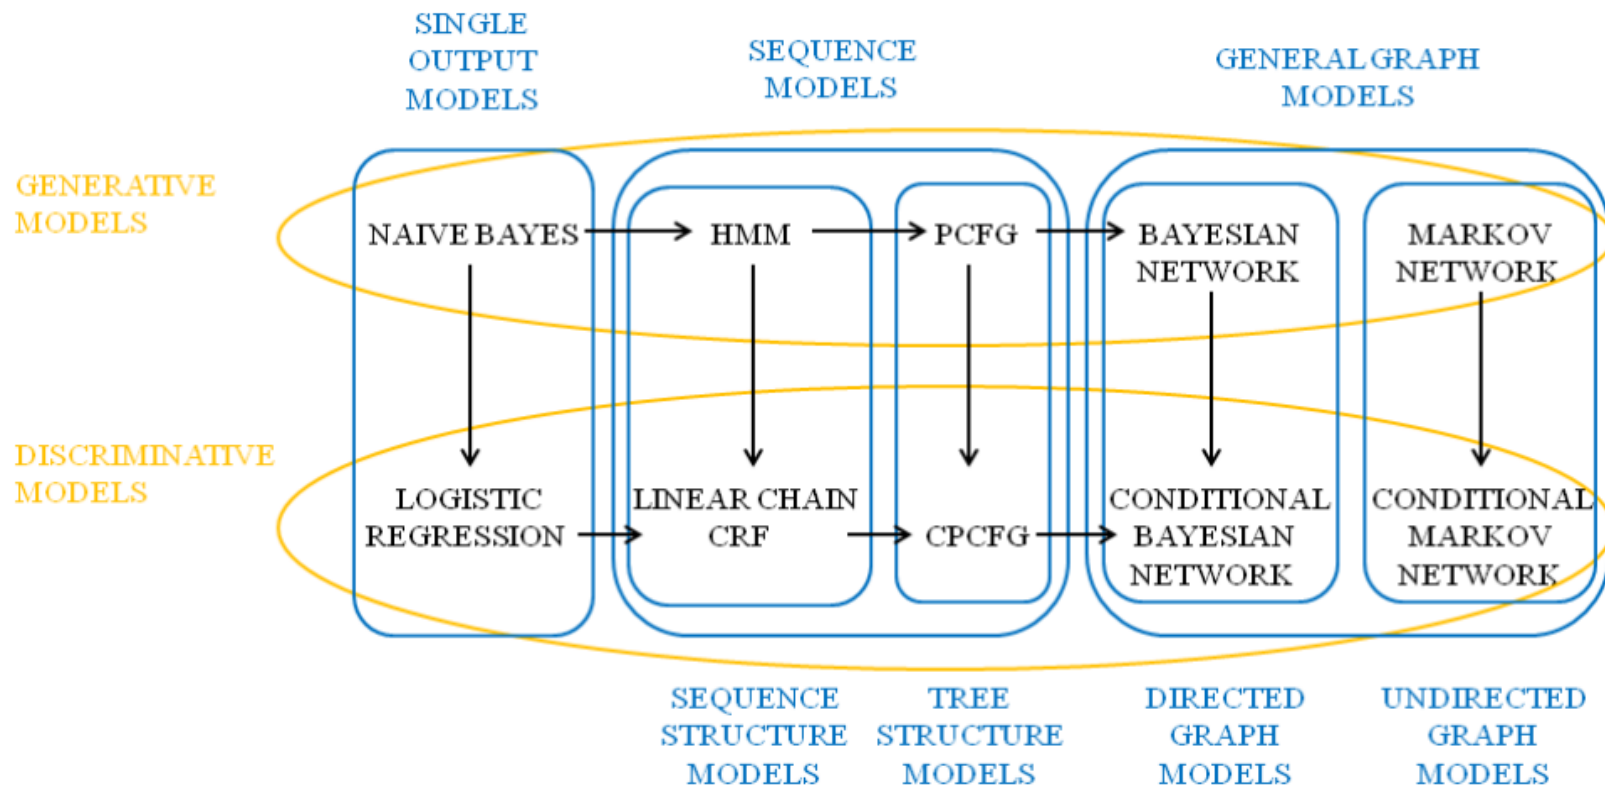 SINGLE
OUTPUT
MODELS
SEQUENCE
MODELS
GENERAL GRAPH
MODELS
GENERATIVE
MODELS
NAIVE BAYES
HMM
PCFG
BAYESIAN
NETWORK
MARKOV
NETWORK
DISCRIMINATIVE
MODELS
LOGISTIC
REGRESSION
LINEAR CHAIN
CRF
CPCFG
CONDITIONAL
BAYESIAN
NETWORK
CONDITIONAL
MARKOV
NETWORK
SEQUENCE
STRUCTURE
MODELS
TREE
STRUCTURE
MODELS
DIRECTED
GRAPH
MODELS
UNDIRECTED
GRAPH
MODELS